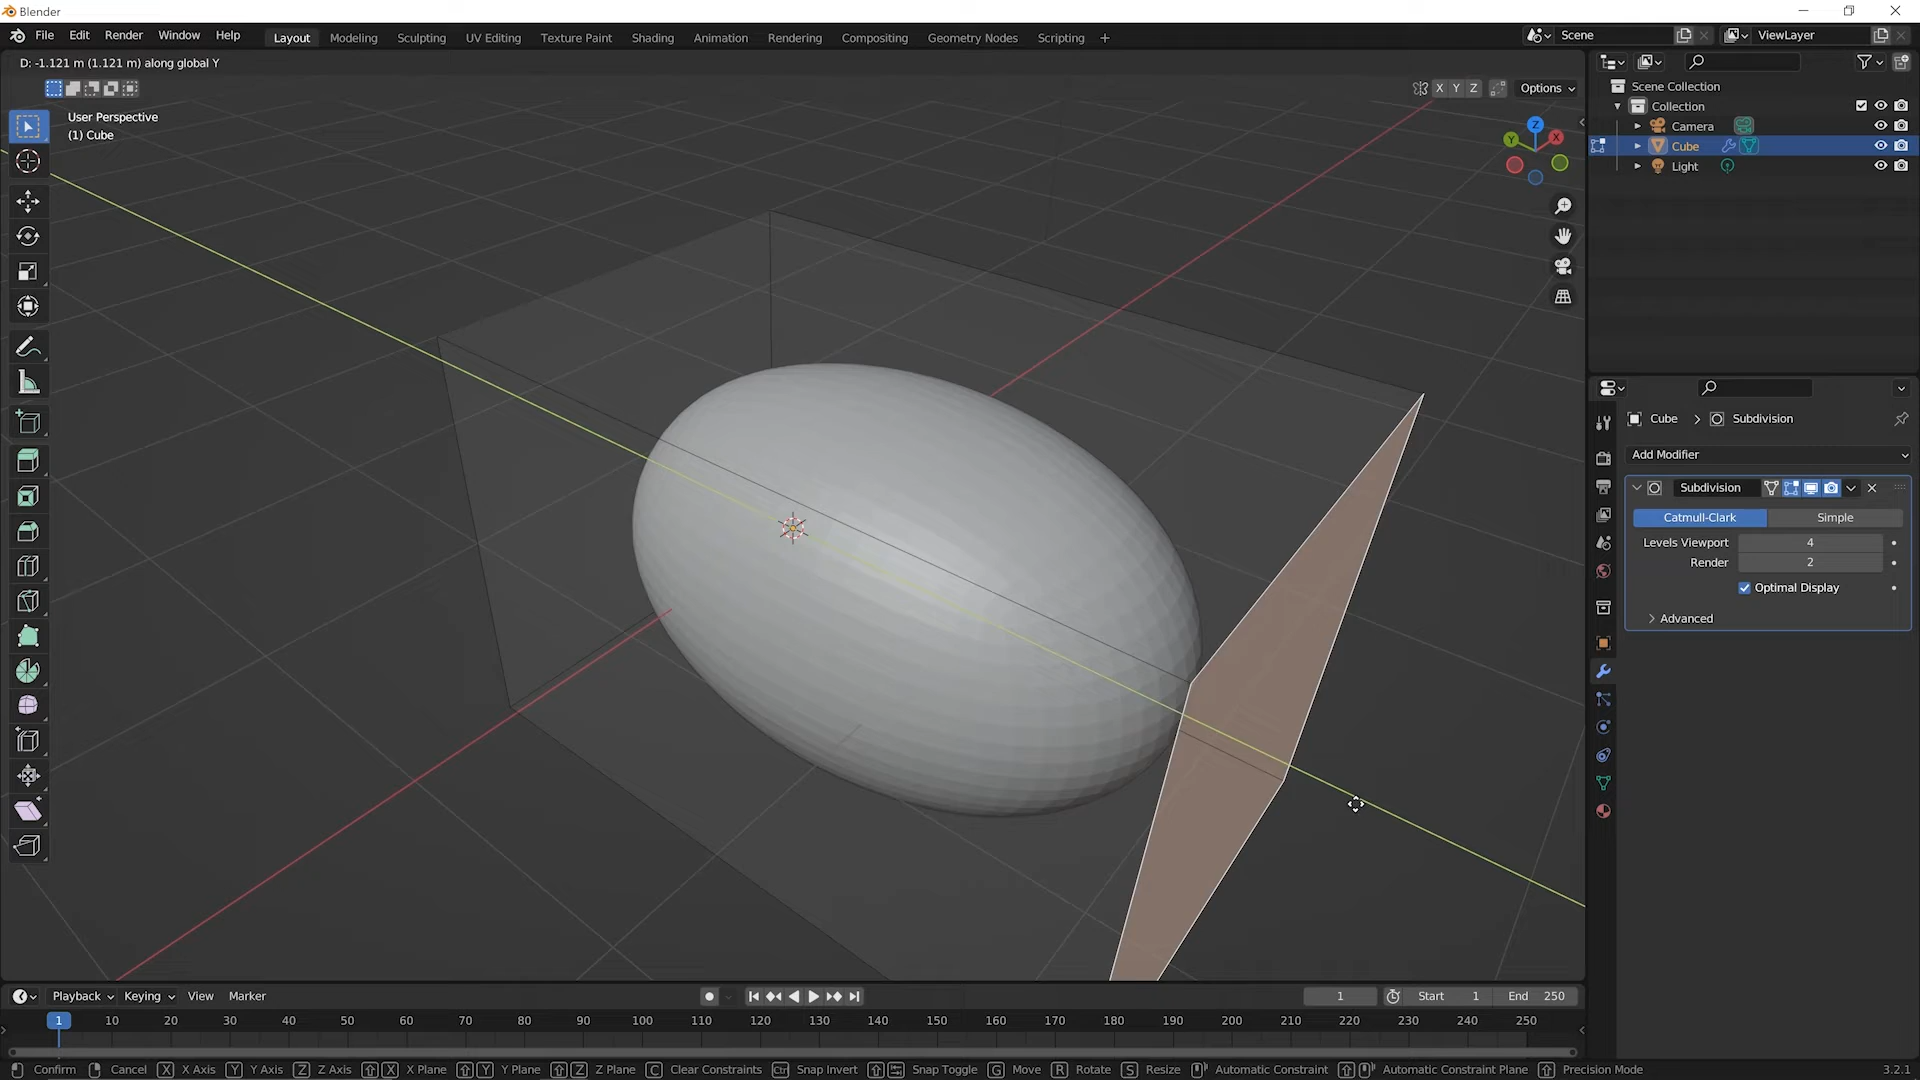 Blender
File Edit Render Window Help
Layout Modeling Sculpting UV Editing Texture Paint Shading Animation Rendering Compositing Geometry Nodes Scripting +
Scene
ViewLayer
D: -1.121 m (1.121 m) along global Y
X Y Z
Options
User Perspective
(1) Cube
Z
Y
X
Scene Collection
Collection
Camera
Cube
Light
Cube > Subdivision
Add Modifier
Subdivision
Catmull-Clark Simple
Levels Viewport 4
Render 2
Optimal Display
Advanced
Playback Keying View Marker
1
Start 1
End 250
1 10 20 30 40 50 60 70 80 90 100 110 120 130 140 150 160 170 180 190 200 210 220 230 240 250
Confirm Cancel X X Axis Y Y Axis Z Z Axis X X Plane Y Y Plane Z Z Plane C Clear Constraints Ctrl Snap Invert Snap Toggle G Move R Rotate S Resize Automatic Constraint Automatic Constraint Plane Precision Mode
3.2.1